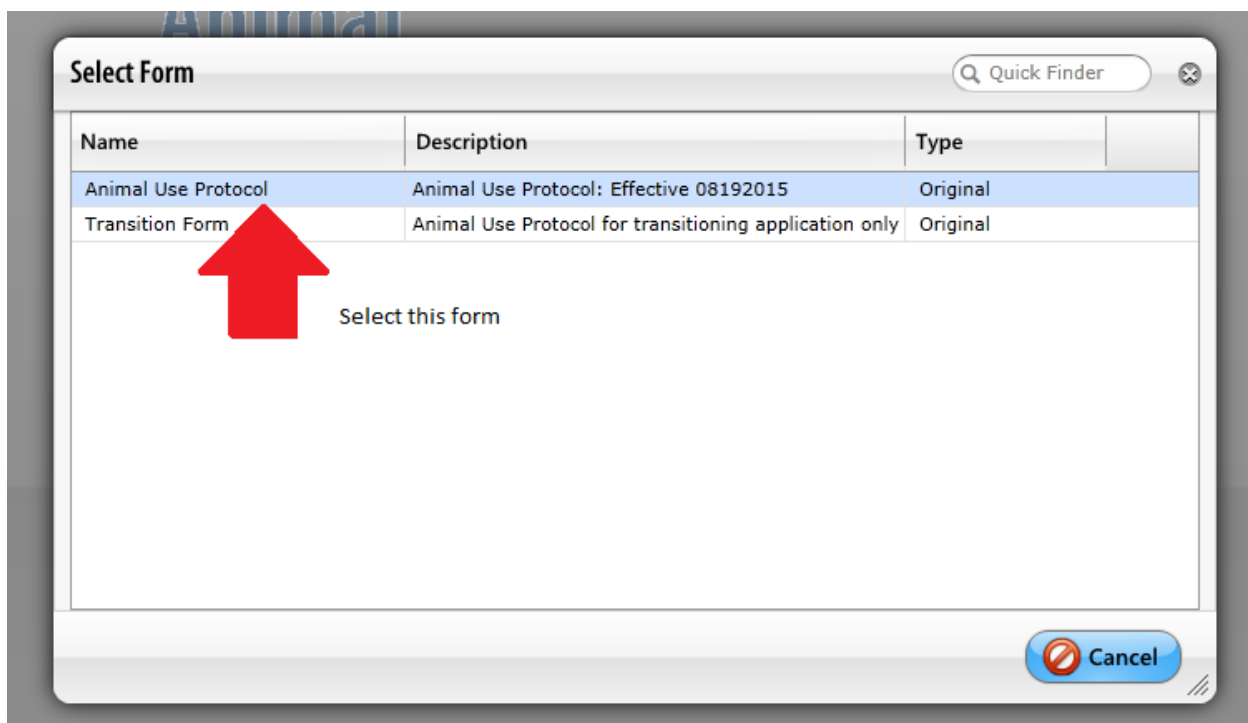 Animal
Select Form
Quick Finder
Name Description Type
Animal Use Protocol Animal Use Protocol: Effective 08192015 Original
Transition Form Animal Use Protocol for transitioning application only Original
Select this form
Cancel